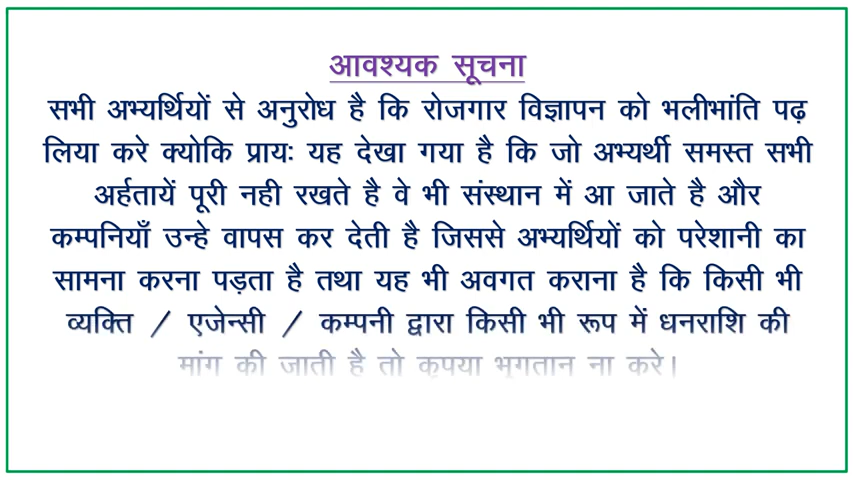 आवश्यक सूचना
सभी अभ्यर्थियों से अनुरोध है कि रोजगार विज्ञापन को भलीभांति पढ़
लिया करे क्योकि प्रायः यह देखा गया है कि जो अभ्यर्थी समस्त सभी
अर्हतायें पूरी नही रखते है वे भी संस्थान में आ जाते है और
कम्पनियाँ उन्हे वापस कर देती है जिससे अभ्यर्थियों को परेशानी का
सामना करना पड़ता है तथा यह भी अवगत कराना है कि किसी भी
व्यक्ति / एजेन्सी / कम्पनी द्वारा किसी भी रूप में धनराशि की
मांग की जाती है तो कृपया भुगतान ना करे।